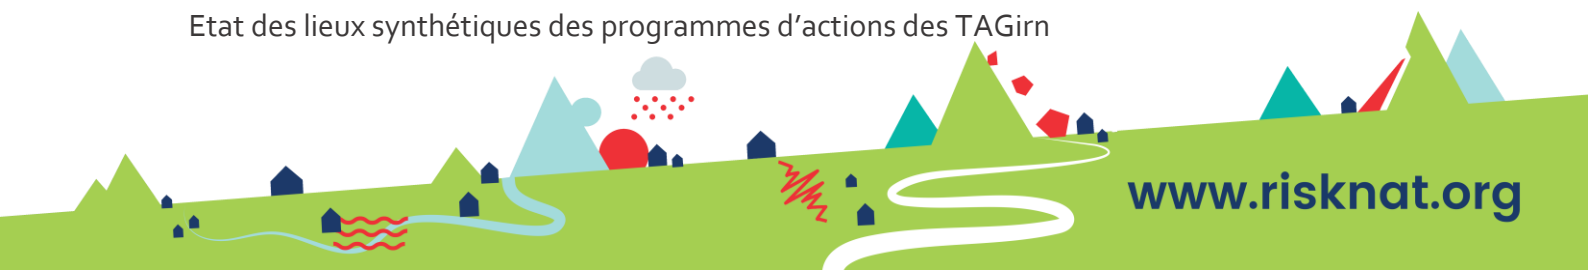 Etat des lieux synthétiques des programmes d'actions des TAGirn
www.risknat.org